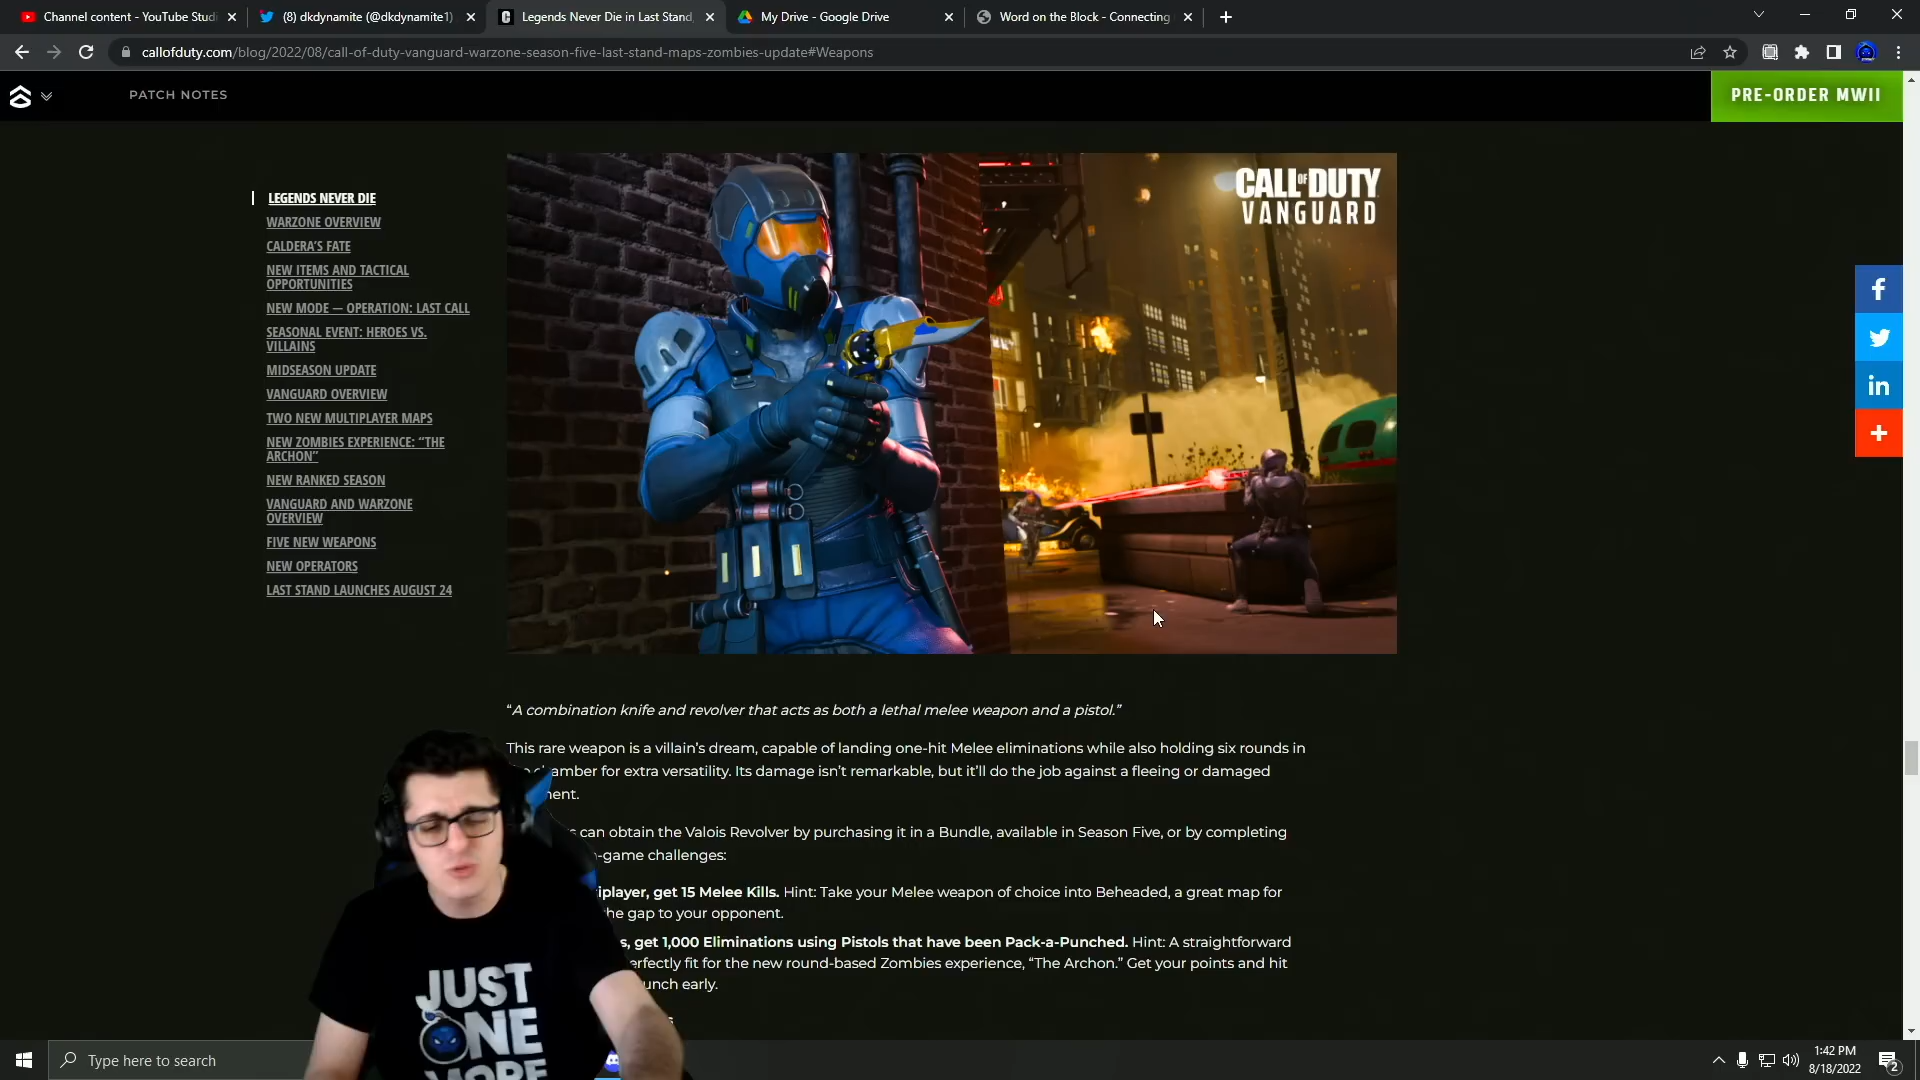 Channel content - YouTube Studi
(8) dkdynamite (@dkdynamite1)
Legends Never Die in Last Stand,
My Drive - Google Drive
Word on the Block - Connecting
callofduty.com/blog/2022/08/call-of-duty-vanguard-warzone-season-five-last-stand-maps-zombies-update#Weapons
PATCH NOTES
PRE-ORDER MWII
LEGENDS NEVER DIE
WARZONE OVERVIEW
CALDERA'S FATE
NEW ITEMS AND TACTICAL
OPPORTUNITIES
NEW MODE — OPERATION: LAST CALL
SEASONAL EVENT: HEROES VS.
VILLAINS
MIDSEASON UPDATE
VANGUARD OVERVIEW
TWO NEW MULTIPLAYER MAPS
NEW ZOMBIES EXPERIENCE: “THE
ARCHON”
NEW RANKED SEASON
VANGUARD AND WARZONE
OVERVIEW
FIVE NEW WEAPONS
NEW OPERATORS
LAST STAND LAUNCHES AUGUST 24
CALL OF DUTY
VANGUARD
“A combination knife and revolver that acts as both a lethal melee weapon and a pistol.”
This rare weapon is a villain's dream, capable of landing one-hit Melee eliminations while also holding six rounds in
chamber for extra versatility. Its damage isn't remarkable, but it'll do the job against a fleeing or damaged
can obtain the Valois Revolver by purchasing it in a Bundle, available in Season Five, or by completing
-game challenges:
iplayer, get 15 Melee Kills. Hint: Take your Melee weapon of choice into Beheaded, a great map for
he gap to your opponent.
s, get 1,000 Eliminations using Pistols that have been Pack-a-Punched. Hint: A straightforward
erfectly fit for the new round-based Zombies experience, “The Archon.” Get your points and hit
unch early.
JUST
ONE
MORE
Type here to search
1:42 PM
8/18/2022
2